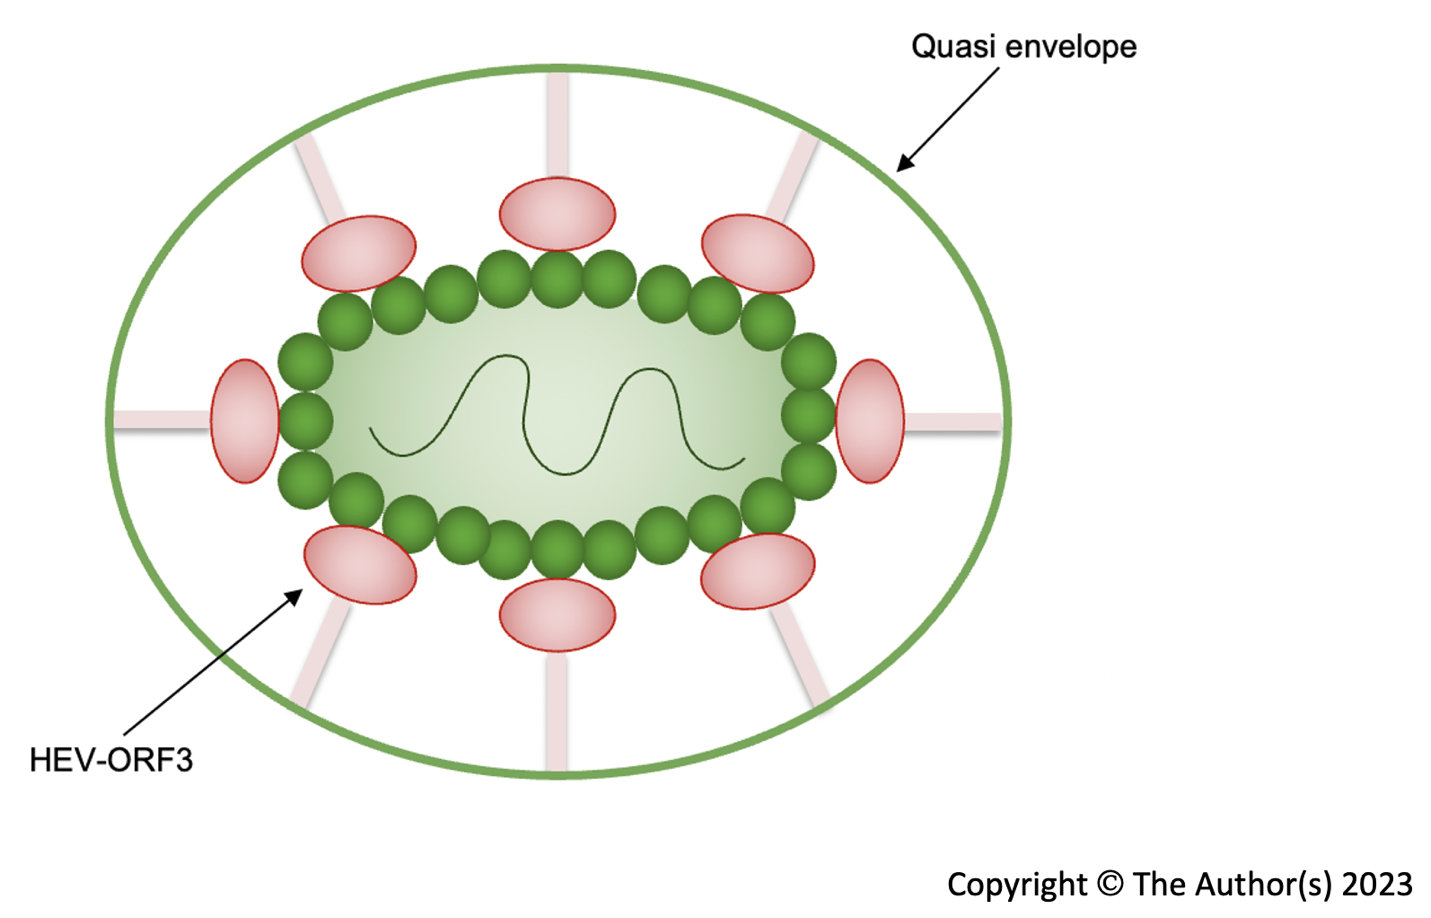 Quasi envelope
HEV-ORF3
Copyright © The Author(s) 2023